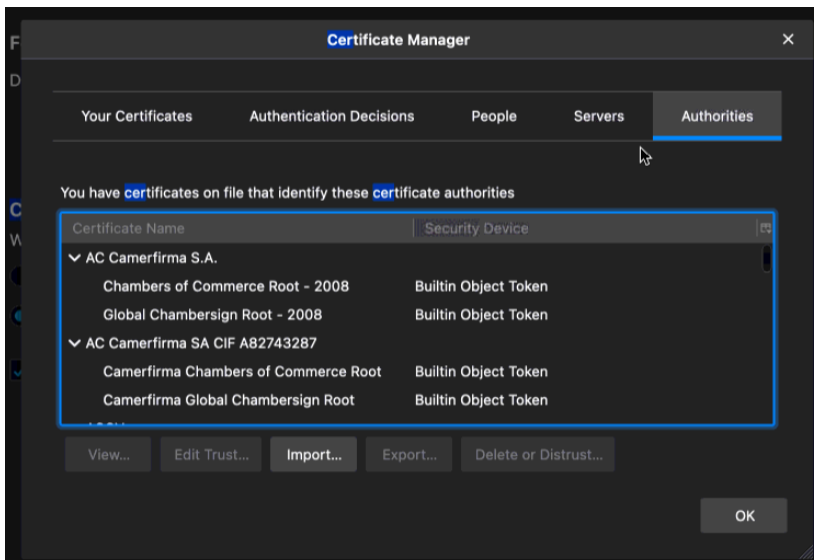 Certificate Manager
Your Certificates Authentication Decisions People Servers Authorities
You have certificates on file that identify these certificate authorities
Certificate Name Security Device
AC Camerfirma S.A.
Chambers of Commerce Root - 2008 Builtin Object Token
Global Chambersign Root - 2008 Builtin Object Token
AC Camerfirma SA CIF A82743287
Camerfirma Chambers of Commerce Root Builtin Object Token
Camerfirma Global Chambersign Root Builtin Object Token
View... Edit Trust... Import... Export... Delete or Distrust...
OK